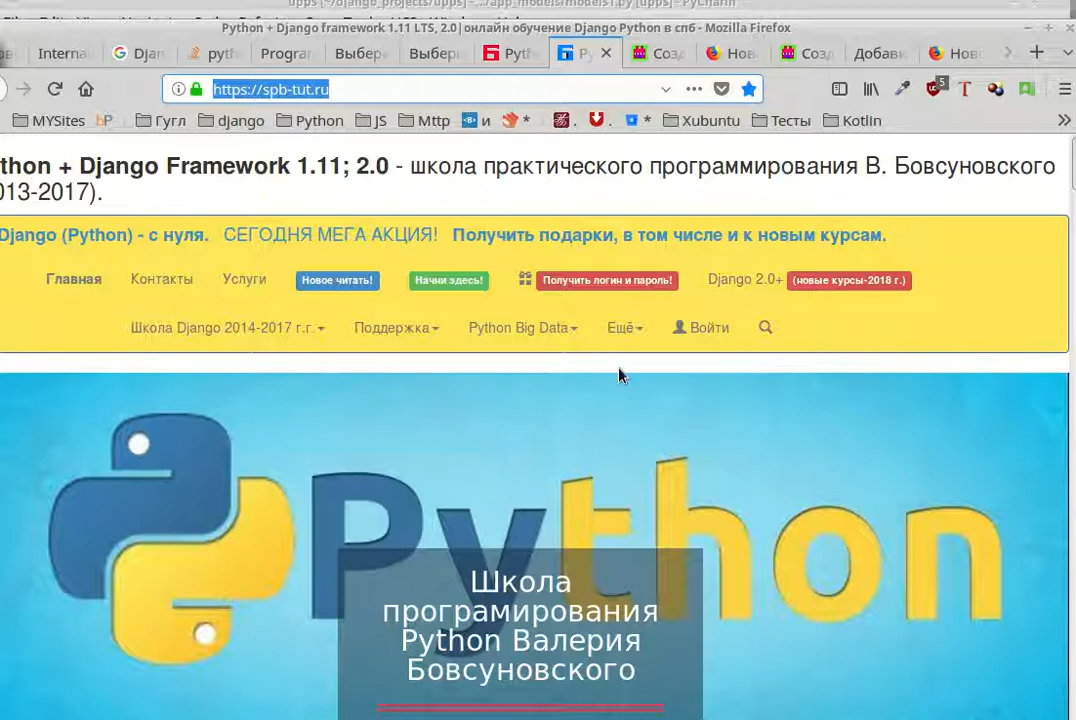 Python + Django framework 1.11 LTS, 2.0|онлайн обучение Django Python в спб - Mozilla Firefox
Interna
Djan
pyth
Progra
Выбер
Выбер
Pyth
Py
Созд
Нов
Созд
Добави
Нов
https://spb-tut.ru
5
MYSites
bP
Гугл
django
Python
JS
Mttp
и
*
*
Xubuntu
Тесты
Kotlin
thon + Django Framework 1.11; 2.0 - школа практического программирования В. Бовсуновского
013-2017).
Django (Python) - с нуля. СЕГОДНЯ МЕГА АКЦИЯ! Получить подарки, в том числе и к новым курсам.
Главная Контакты Услуги Новое читать! Начни здесь! Получить логин и пароль! Django 2.0+ (новые курсы-2018 г.)
Школа Django 2014-2017 г.г. Поддержка Python Big Data Ещё Войти
Python
Школа
програмирования
Python Валерия
Бовсуновского